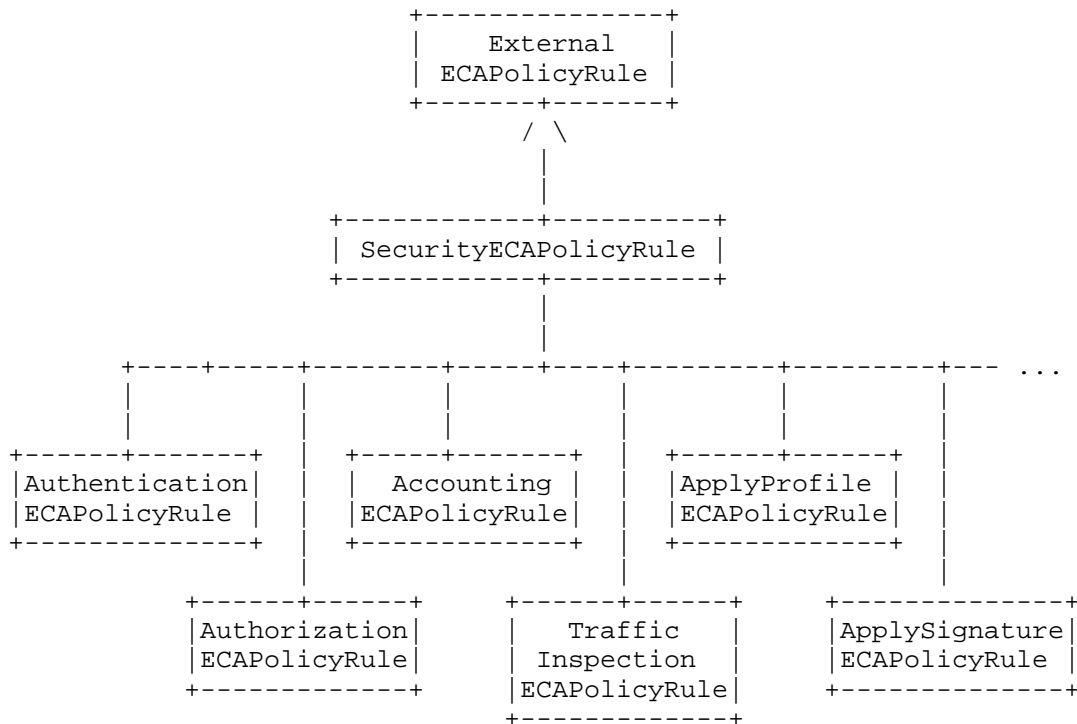 External
ECAPolicyRule
SecurityECAPolicyRule
...
Authentication
ECAPolicyRule
Accounting
ECAPolicyRule
ApplyProfile
ECAPolicyRule
Authorization
ECAPolicyRule
Traffic
Inspection
ECAPolicyRule
ApplySignature
ECAPolicyRule